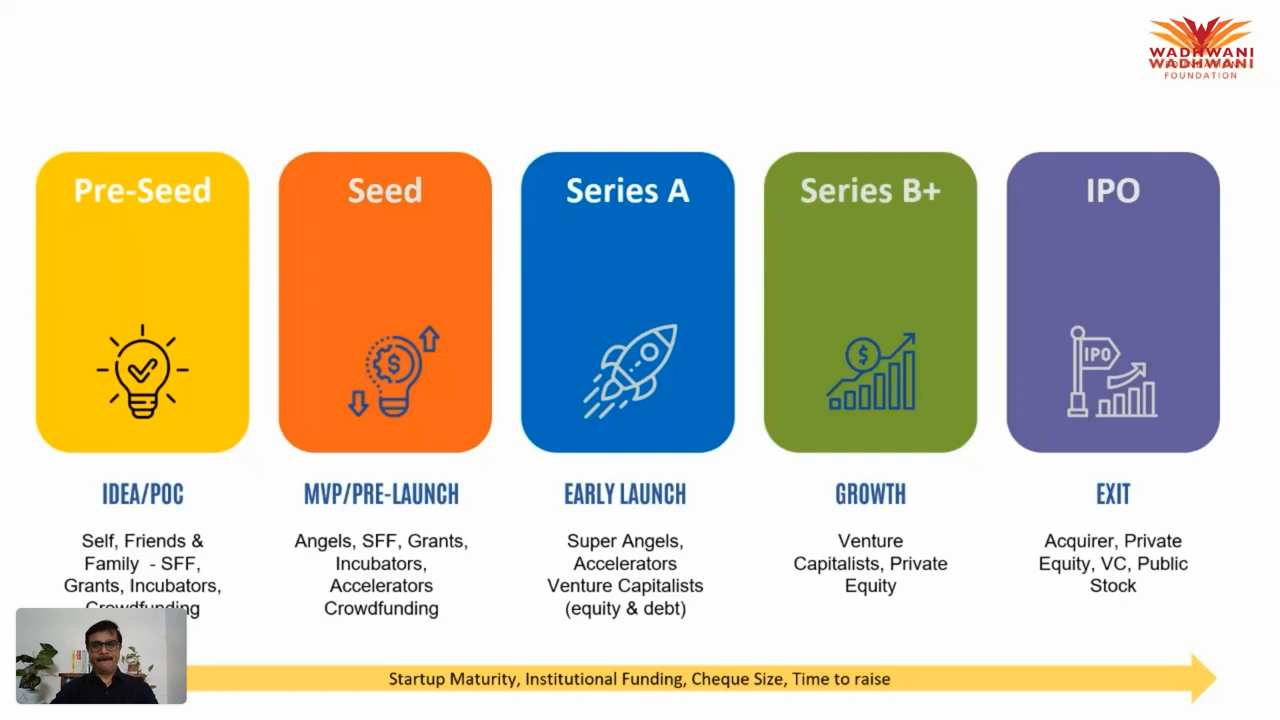 WADHWANI
WADHWANI
FOUNDATION
Pre-Seed
Seed
Series A
Series B+
IPO
IPO
IDEA/POC
MVP/PRE-LAUNCH
EARLY LAUNCH
GROWTH
EXIT
Self, Friends &
Family - SFF,
Grants, Incubators,
Crowdfunding
Angels, SFF, Grants,
Incubators,
Accelerators
Crowdfunding
Super Angels,
Accelerators
Venture Capitalists
(equity & debt)
Venture
Capitalists, Private
Equity
Acquirer, Private
Equity, VC, Public
Stock
Startup Maturity, Institutional Funding, Cheque Size, Time to raise